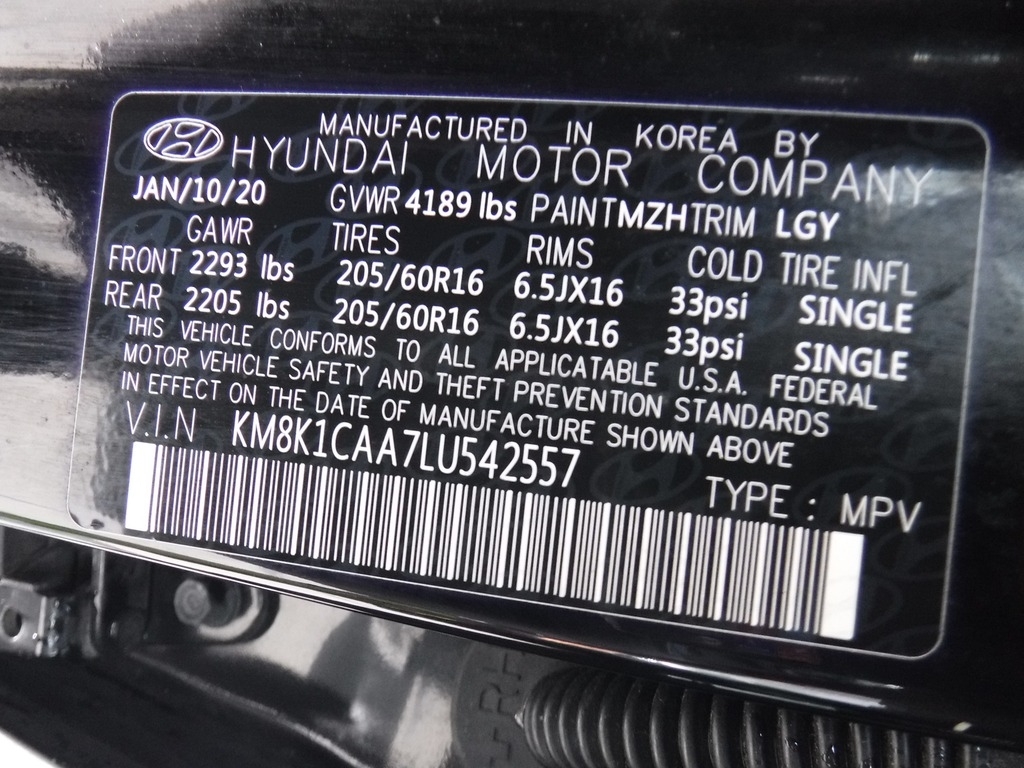 MANUFACTURED IN KOREA BY
HYUNDAI MOTOR COMPANY
JAN/10/20 GVWR 4189 lbs PAINT MZH TRIM LGY
GAWR TIRES RIMS COLD TIRE INFL
FRONT 2293 lbs 205/60R16 6.5JX16 33psi SINGLE
REAR 2205 lbs 205/60R16 6.5JX16 33psi SINGLE
THIS VEHICLE CONFORMS TO ALL APPLICATABLE U.S.A. FEDERAL
MOTOR VEHICLE SAFETY AND THEFT PREVENTION STANDARDS
IN EFFECT ON THE DATE OF MANUFACTURE SHOWN ABOVE
V.I.N KM8K1CAA7LU542557
TYPE : MPV